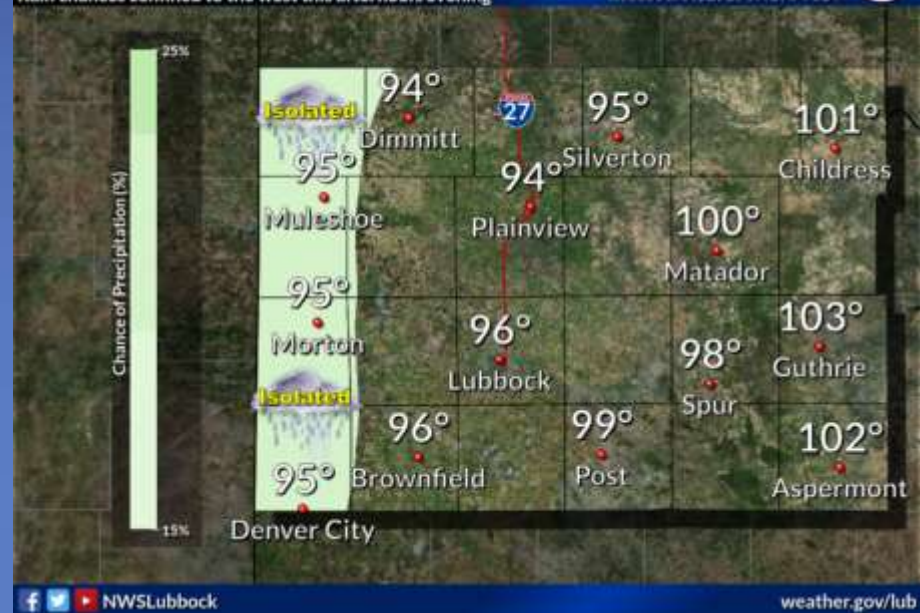 Rain chances confined to the west this afternoon/evening
25%
Chance of Precipitation (%)
15%
Isolated
94°
Dimmitt
27
95°
Silverton
101°
Childress
95°
Muleshoe
94°
Plainview
100°
Matador
95°
Morton
96°
Lubbock
103°
Guthrie
98°
Spur
Isolated
96°
Brownfield
99°
Post
102°
Aspermont
95°
Denver City
NWSLubbock
weather.gov/lub